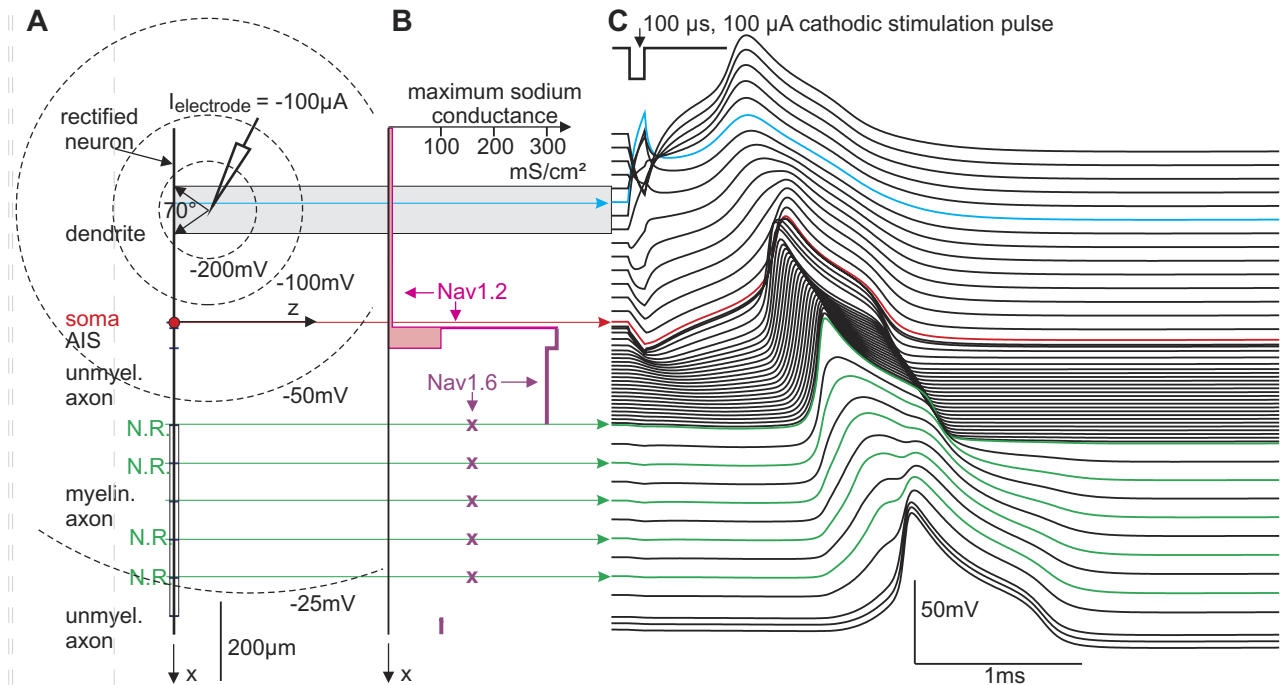 A
B
C
100 µs, 100 µA cathodic stimulation pulse
I electrode = -100µA
rectified
neuron
maximum sodium
conductance
100 200 300
mS/cm²
70°
dendrite
-200mV
-100mV
Nav1.2
soma
z
AIS
unmyel.
axon
-50mV
Nav1.6
N.R.
x
N.R.
x
myelin.
axon
x
N.R.
x
N.R.
x
-25mV
unmyel.
axon
200µm
50mV
1ms
x
x